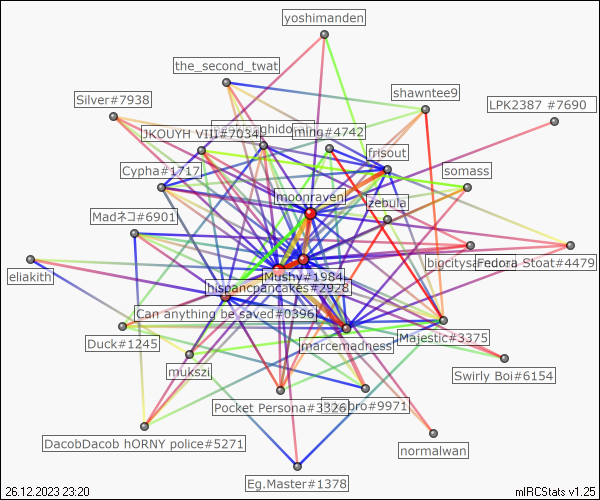 yoshimanden
the_second_twat
shawntee9
Silver#7938
LPK2387 #7690
JKOUYH VIII#7034
ghido
ming#4742
frisout
Cypha#1717
somass
moonraven
zebula
Madネコ#6901
eliakith
bigcitys
Fedora Stoat#4479
Mushy#1984
hispancpancakes#2928
Can anything be saved#0396
Duck#1245
marcemadness
Majestic#3375
mukszi
Swirly Boi#6154
Pocket Persona#3326
bro#9971
DacobDacob hORNY police#5271
normalwan
Eg.Master#1378
26.12.2023 23:20
mIRCStats v1.25